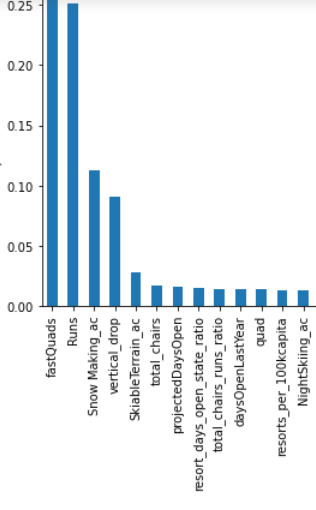 0.25
0.20
0.15
0.10
0.05
0.00
fastQuads
Runs
Snow Making_ac
vertical_drop
SkiableTerrain_ac
total_chairs
projectedDaysOpen
resort_days_open_state_ratio
total_chairs_runs_ratio
daysOpenLastYear
quad
resorts_per_100kcapita
NightSkiing_ac